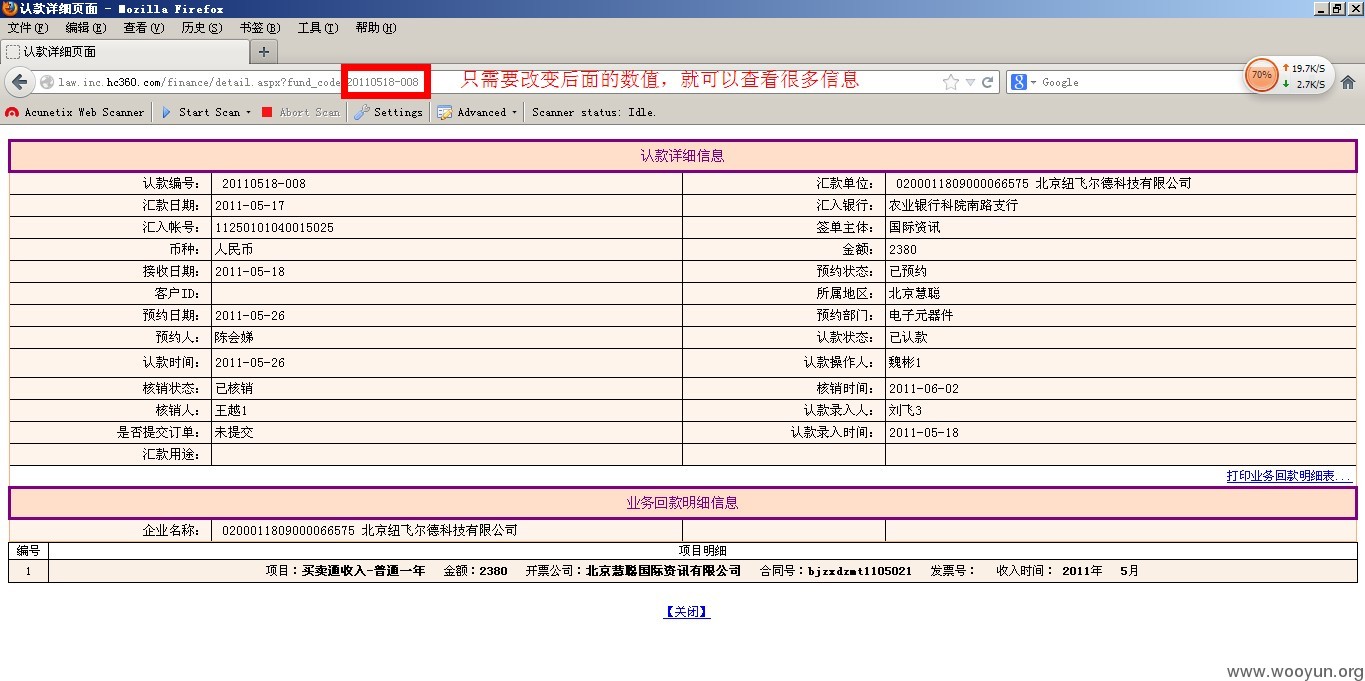 认款详细页面 - Mozilla Firefox
文件(F) 编辑(E) 查看(V) 历史(S) 书签(B) 工具(T) 帮助(H)
认款详细页面 +
law.inc.hc360.com/finance/detail.aspx?fund_code 20110518-008 只需要改变后面的数值，就可以查看很多信息 Google 70% 19.7K/S 2.7K/S
Acunetix Web Scanner Start Scan Abort Scan Settings Advanced Scanner status: Idle.
认款详细信息
认款编号： 20110518-008 汇款单位： 0200011809000066575 北京纽飞尔德科技有限公司
汇款日期： 2011-05-17 汇入银行： 农业银行科院南路支行
汇入帐号： 11250101040015025 签单主体： 国际资讯
币种： 人民币 金额： 2380
接收日期： 2011-05-18 预约状态： 已预约
客户ID： 所属地区： 北京慧聪
预约日期： 2011-05-26 预约部门： 电子元器件
预约人： 陈会娣 认款状态： 已认款
认款时间： 2011-05-26 认款操作人： 魏彬1
核销状态： 已核销 核销时间： 2011-06-02
核销人： 王越1 认款录入人： 刘飞3
是否提交订单： 未提交 认款录入时间： 2011-05-18
汇款用途：
打印业务回款明细表...
业务回款明细信息
企业名称： 0200011809000066575 北京纽飞尔德科技有限公司
编号 项目明细
1 项目：买卖通收入-普通一年 金额：2380 开票公司：北京慧聪国际资讯有限公司 合同号：bjzxdzmt1105021 发票号： 收入时间： 2011年 5月
【关闭】
www.wooyun.org